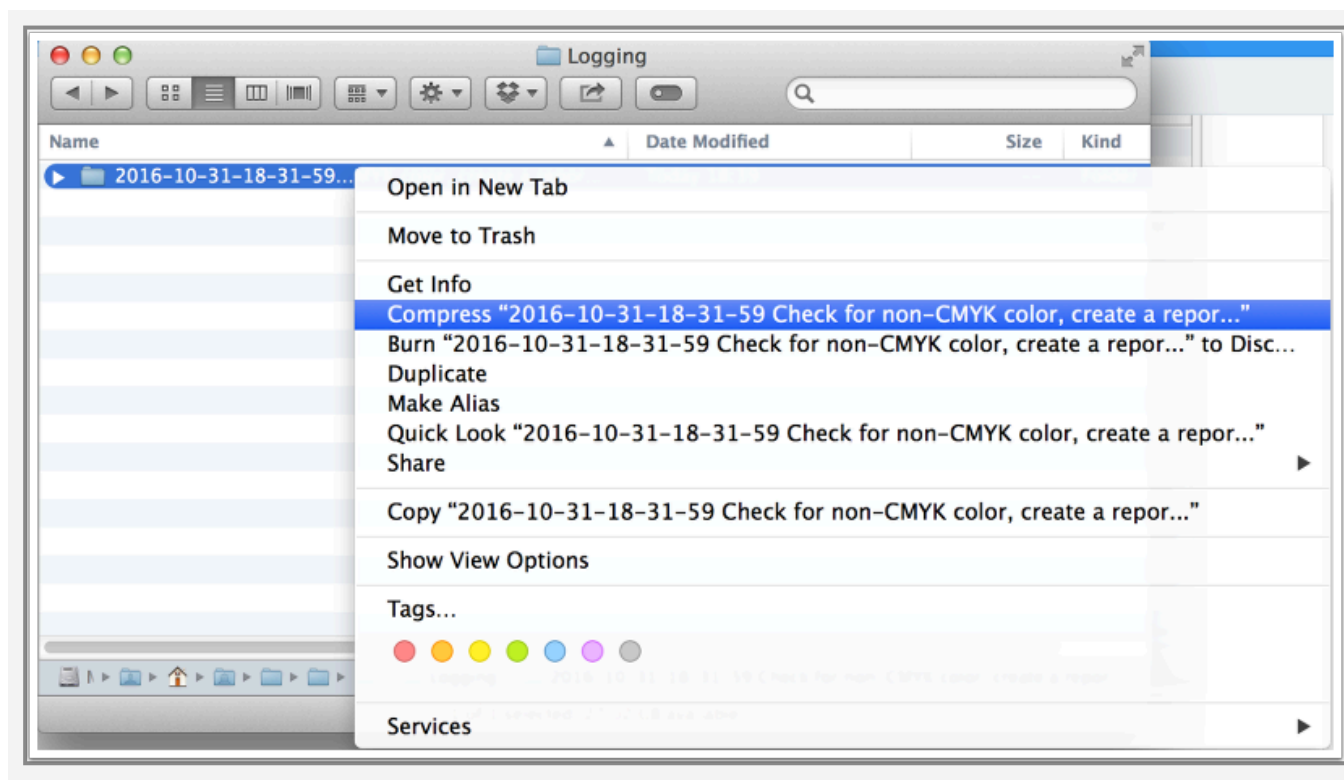 Logging
Name Date Modified Size Kind
2016-10-31-18-31-59...
Open in New Tab
Move to Trash
Get Info
Compress “2016-10-31-18-31-59 Check for non-CMYK color, create a repor...”
Burn “2016-10-31-18-31-59 Check for non-CMYK color, create a repor...” to Disc...
Duplicate
Make Alias
Quick Look “2016-10-31-18-31-59 Check for non-CMYK color, create a repor...”
Share
Copy “2016-10-31-18-31-59 Check for non-CMYK color, create a repor...”
Show View Options
Tags...
Services